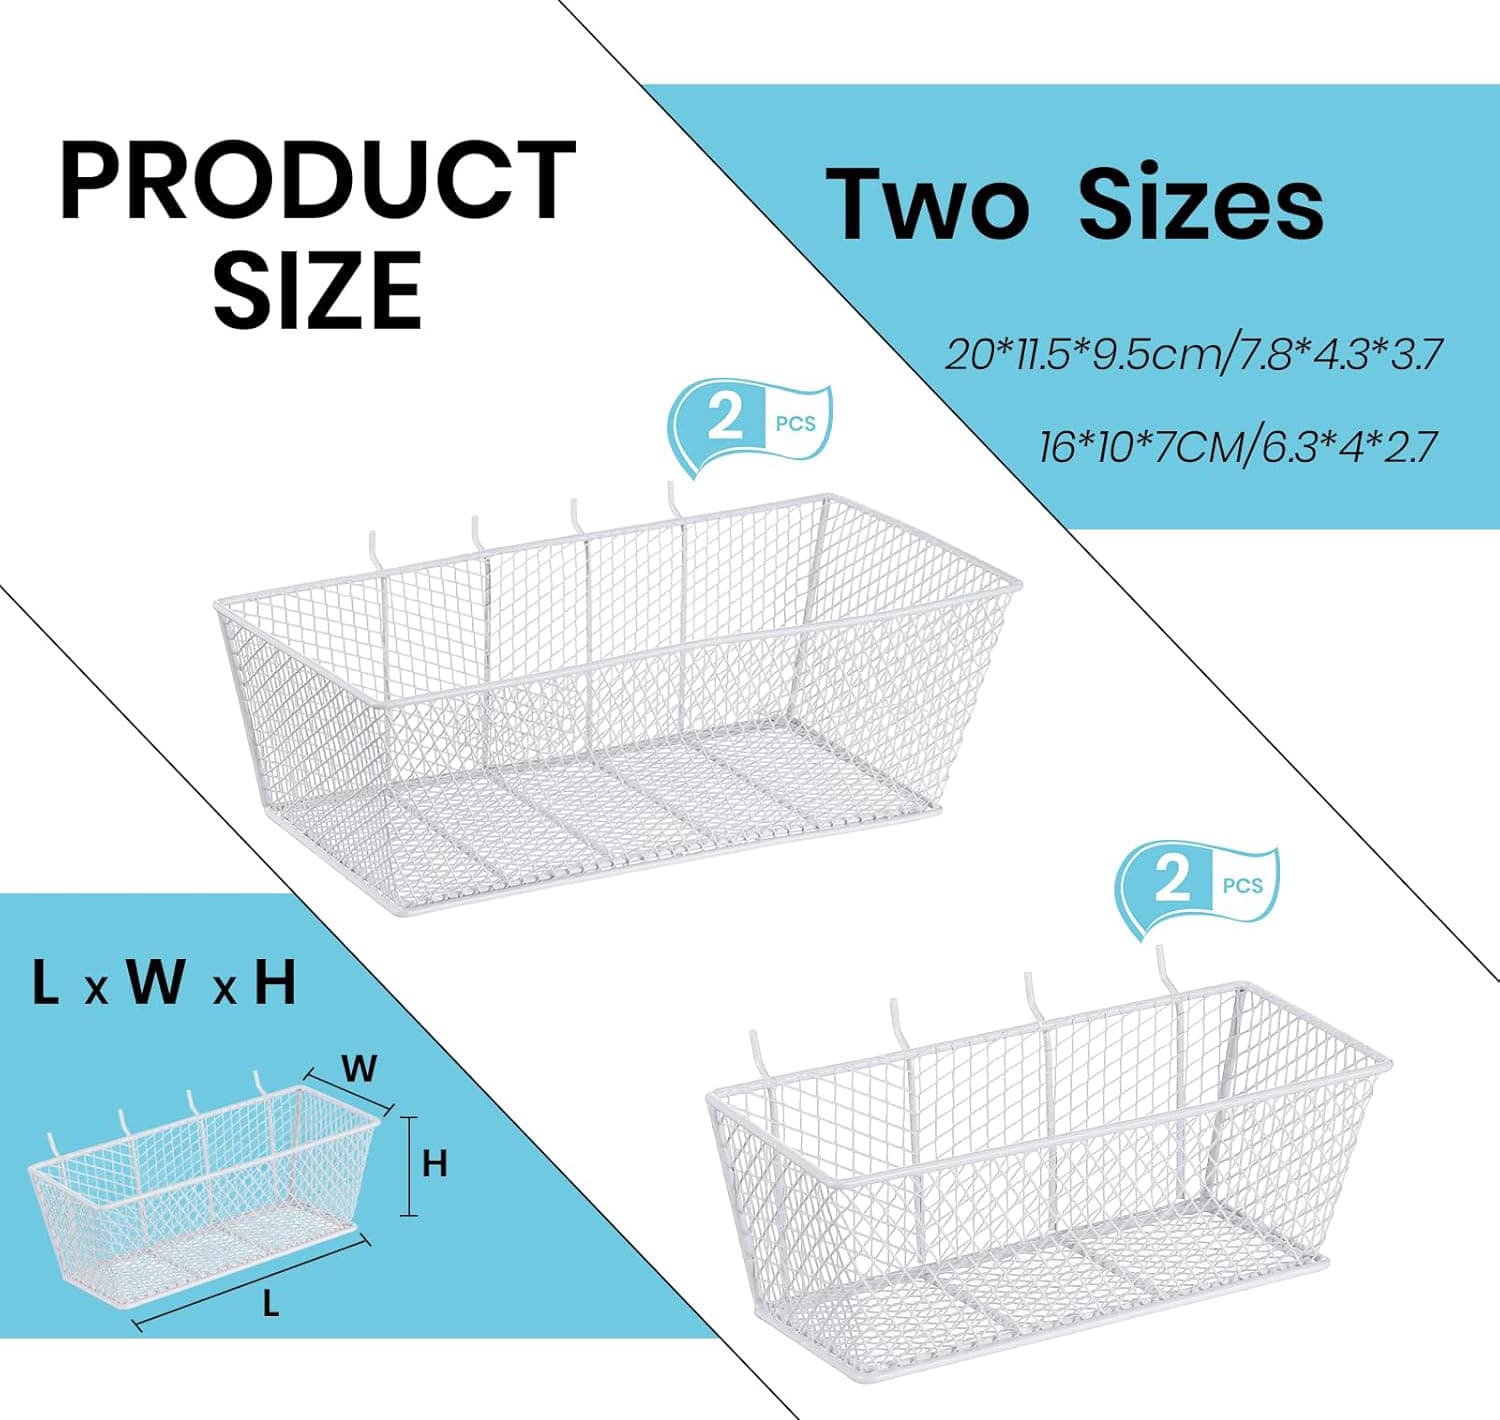 PRODUCT
SIZE
Two Sizes
20*11.5*9.5cm/7.8*4.3*3.7
16*10*7CM/6.3*4*2.7
2 PCS
2 PCS
L x W x H
W
H
L